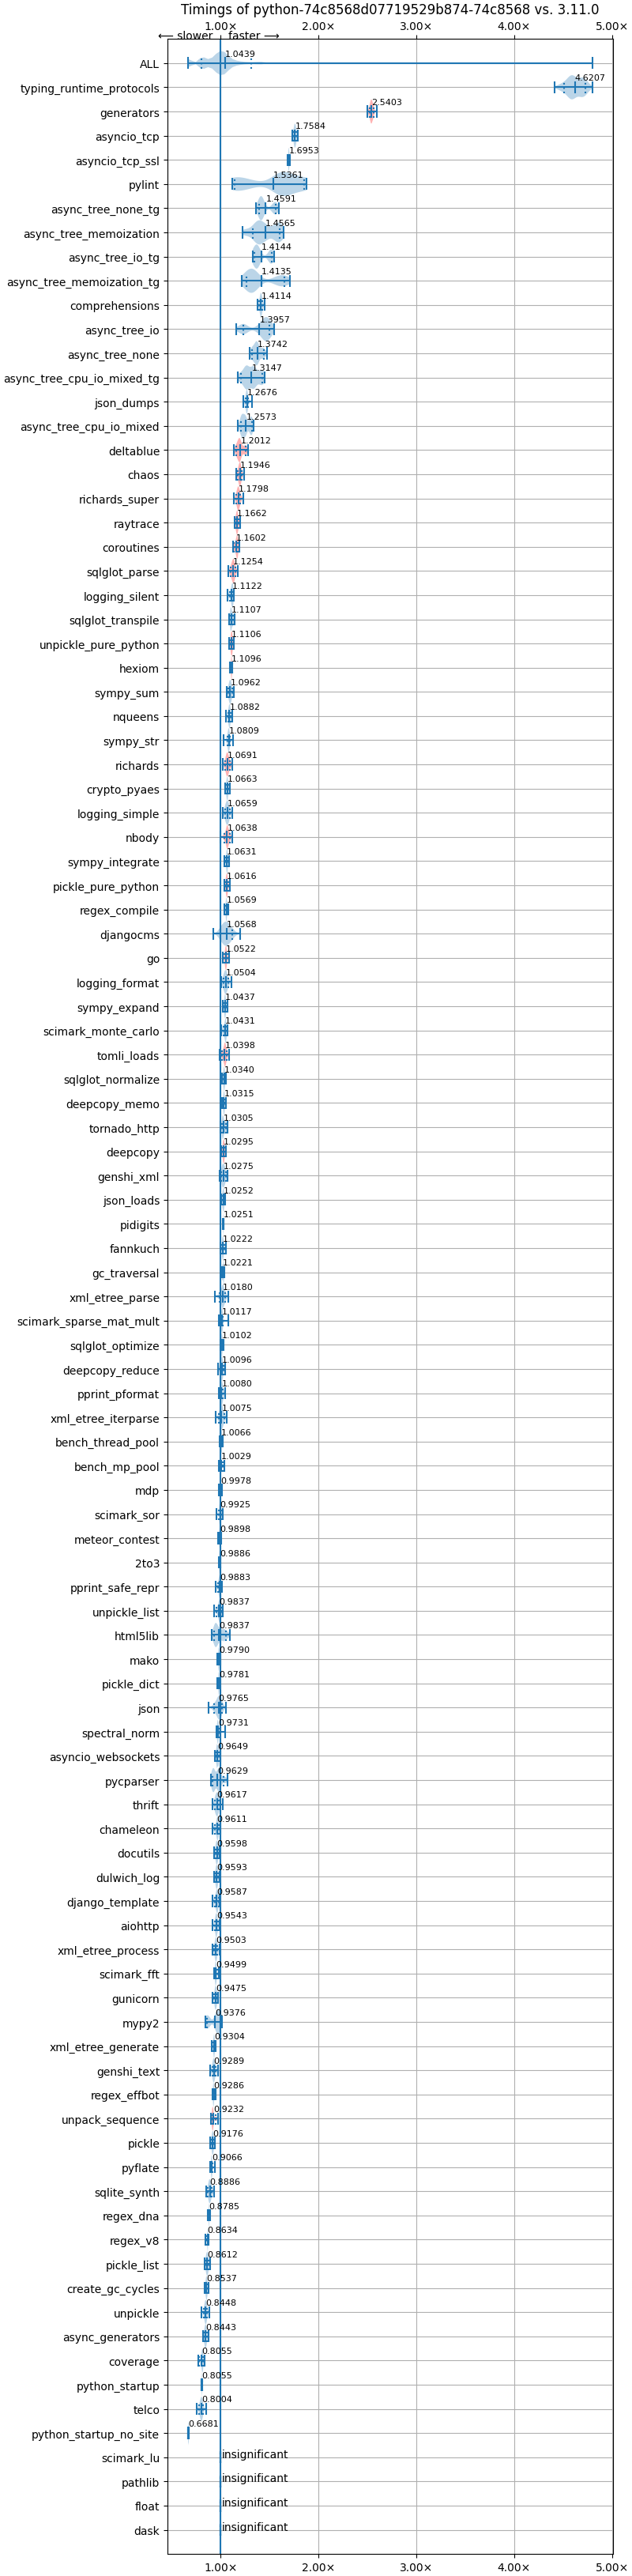 Timings of python-74c8568d07719529b874-74c8568 vs. 3.11.0
1.00× 2.00× 3.00× 4.00× 5.00×
⟵ slower faster ⟶
ALL 1.0439
typing_runtime_protocols 4.6207
generators 2.5403
asyncio_tcp 1.7584
asyncio_tcp_ssl 1.6953
pylint 1.5361
async_tree_none_tg 1.4591
async_tree_memoization 1.4565
async_tree_io_tg 1.4144
async_tree_memoization_tg 1.4135
comprehensions 1.4114
async_tree_io 1.3957
async_tree_none 1.3742
async_tree_cpu_io_mixed_tg 1.3147
json_dumps 1.2676
async_tree_cpu_io_mixed 1.2573
deltablue 1.2012
chaos 1.1946
richards_super 1.1798
raytrace 1.1662
coroutines 1.1602
sqlglot_parse 1.1254
logging_silent 1.1122
sqlglot_transpile 1.1107
unpickle_pure_python 1.1106
hexiom 1.1096
sympy_sum 1.0962
nqueens 1.0882
sympy_str 1.0809
richards 1.0691
crypto_pyaes 1.0663
logging_simple 1.0659
nbody 1.0638
sympy_integrate 1.0631
pickle_pure_python 1.0616
regex_compile 1.0569
djangocms 1.0568
go 1.0522
logging_format 1.0504
sympy_expand 1.0437
scimark_monte_carlo 1.0431
tomli_loads 1.0398
sqlglot_normalize 1.0340
deepcopy_memo 1.0315
tornado_http 1.0305
deepcopy 1.0295
genshi_xml 1.0275
json_loads 1.0252
pidigits 1.0251
fannkuch 1.0222
gc_traversal 1.0221
xml_etree_parse 1.0180
scimark_sparse_mat_mult 1.0117
sqlglot_optimize 1.0102
deepcopy_reduce 1.0096
pprint_pformat 1.0080
xml_etree_iterparse 1.0075
bench_thread_pool 1.0066
bench_mp_pool 1.0029
mdp 0.9978
scimark_sor 0.9925
meteor_contest 0.9898
2to3 0.9886
pprint_safe_repr 0.9883
unpickle_list 0.9837
html5lib 0.9837
mako 0.9790
pickle_dict 0.9781
json 0.9765
spectral_norm 0.9731
asyncio_websockets 0.9649
pycparser 0.9629
thrift 0.9617
chameleon 0.9611
docutils 0.9598
dulwich_log 0.9593
django_template 0.9587
aiohttp 0.9543
xml_etree_process 0.9503
scimark_fft 0.9499
gunicorn 0.9475
mypy2 0.9376
xml_etree_generate 0.9304
genshi_text 0.9289
regex_effbot 0.9286
unpack_sequence 0.9232
pickle 0.9176
pyflate 0.9066
sqlite_synth 0.8886
regex_dna 0.8785
regex_v8 0.8634
pickle_list 0.8612
create_gc_cycles 0.8537
unpickle 0.8448
async_generators 0.8443
coverage 0.8055
python_startup 0.8055
telco 0.8004
python_startup_no_site 0.6681
scimark_lu insignificant
pathlib insignificant
float insignificant
dask insignificant
1.00× 2.00× 3.00× 4.00× 5.00×